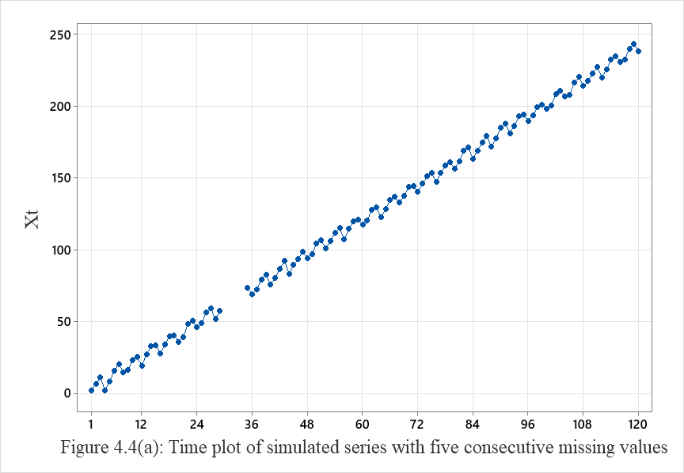 250
200
150
100
50
0
Xt
1 12 24 36 48 60 72 84 96 108 120
Figure 4.4(a): Time plot of simulated series with five consecutive missing values